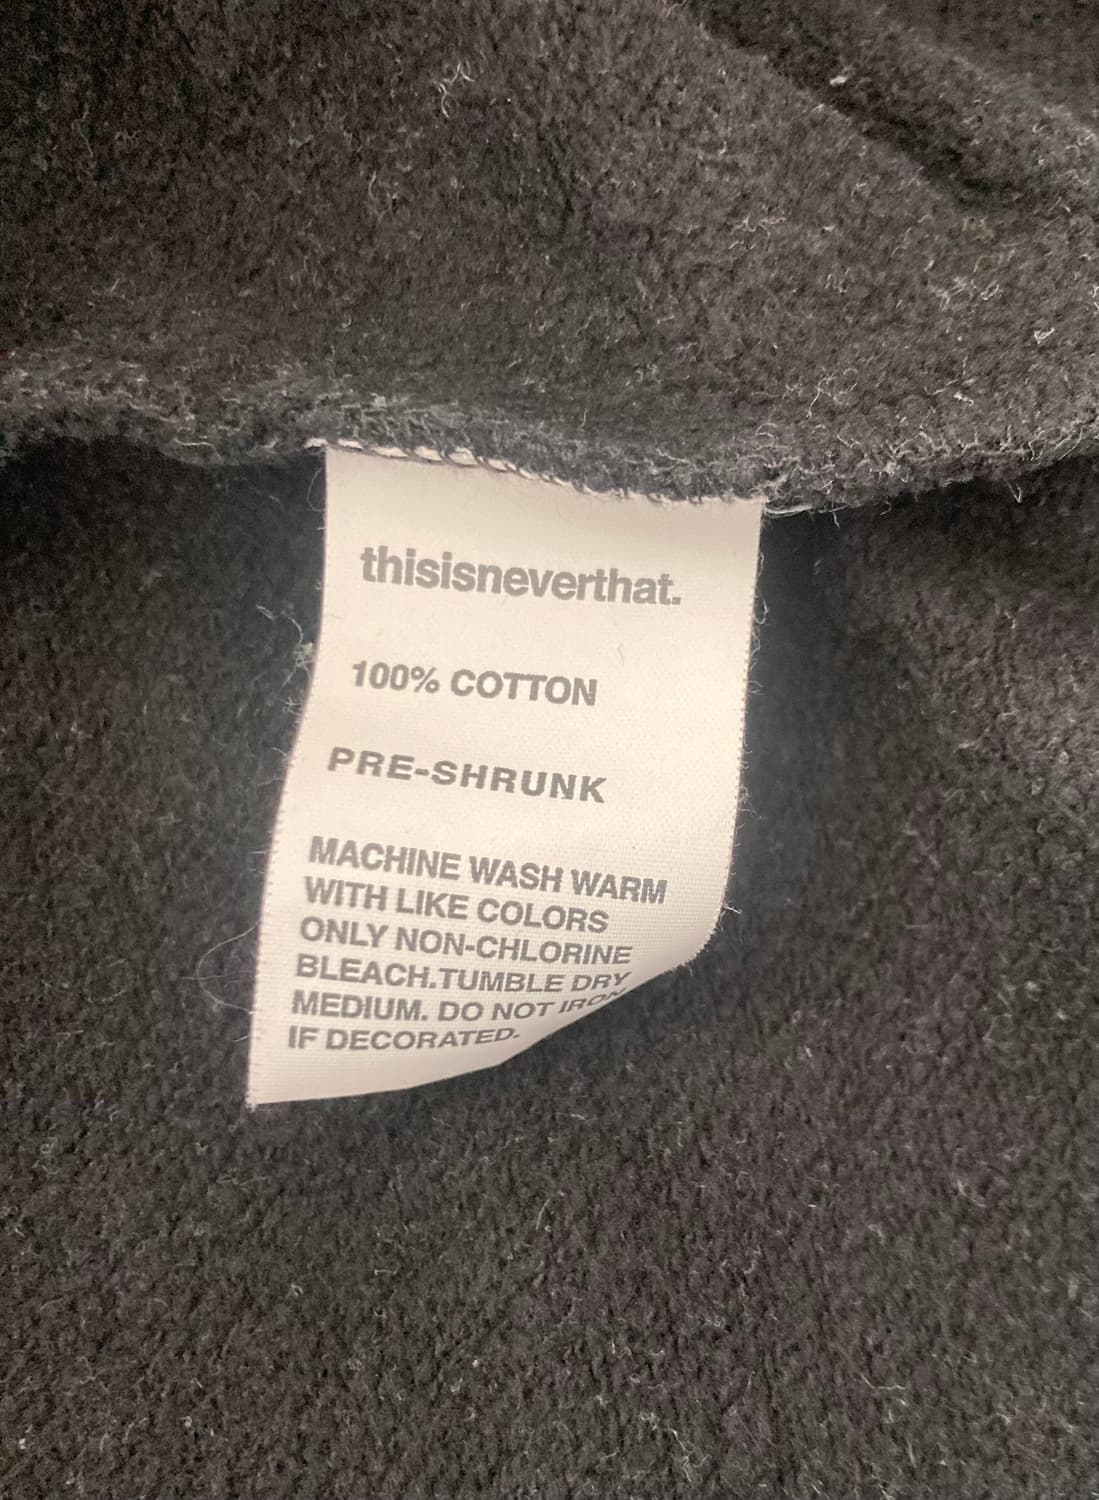 thisisneverthat.
100% COTTON
PRE-SHRUNK
MACHINE WASH WARM
WITH LIKE COLORS
ONLY NON-CHLORINE
BLEACH.TUMBLE DRY
MEDIUM. DO NOT IRON
IF DECORATED.